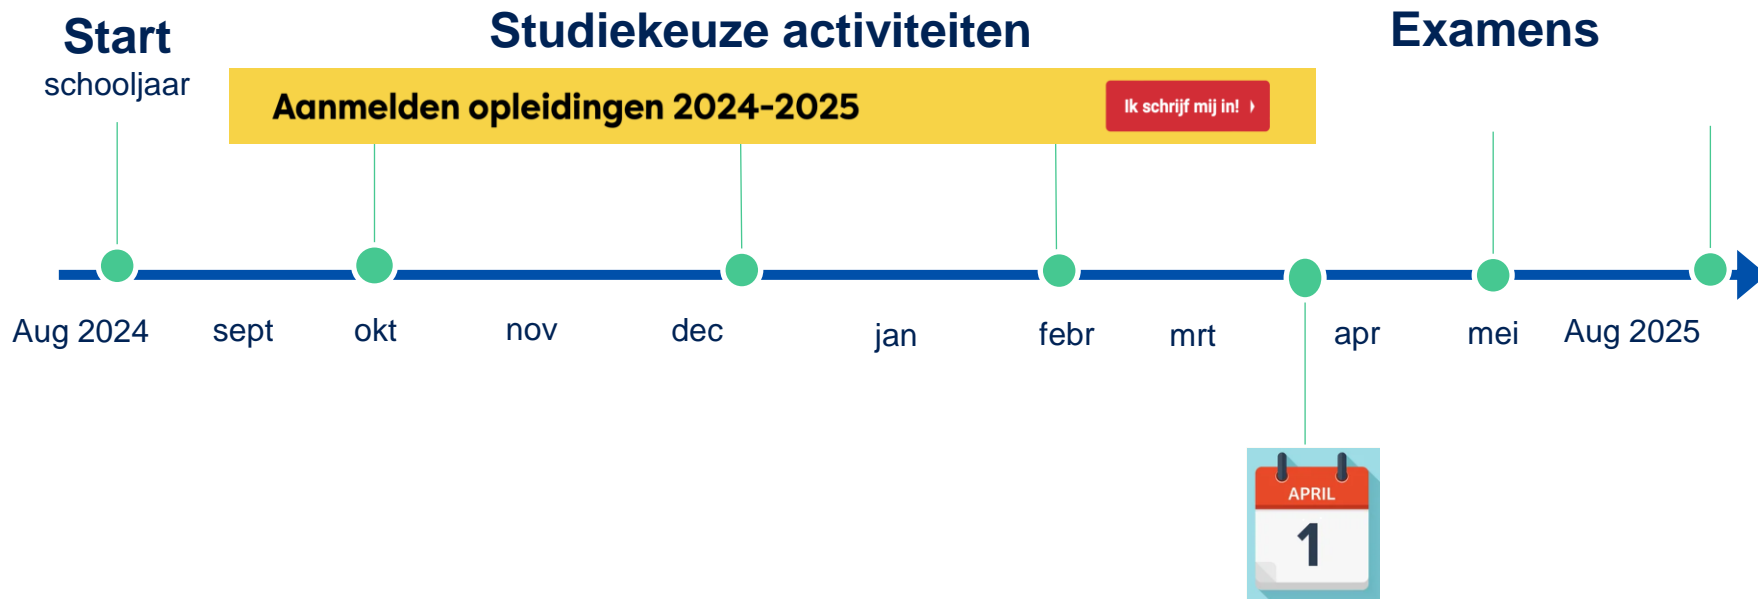 Start
schooljaar
Studiekeuze activiteiten
Examens
Aanmelden opleidingen 2024-2025
Ik schrijf mij in!
Aug 2024 sept okt nov dec jan febr mrt apr mei Aug 2025
APRIL
1